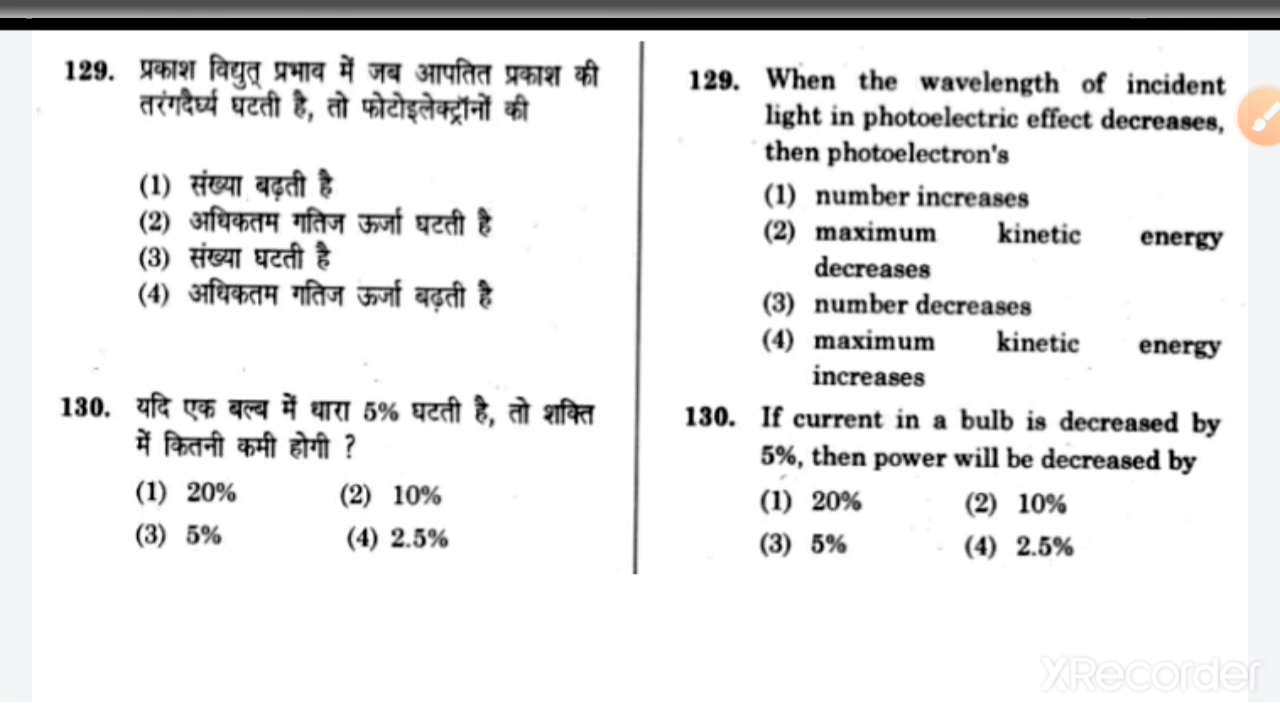 129. प्रकाश विद्युत् प्रभाव में जब आपतित प्रकाश की
तरंगदैर्घ्य घटती है, तो फोटोइलेक्ट्रॉनों की
(1) संख्या बढ़ती है
(2) अधिकतम गतिज ऊर्जा घटती है
(3) संख्या घटती है
(4) अधिकतम गतिज ऊर्जा बढ़ती है
130. यदि एक बल्ब में धारा 5% घटती है, तो शक्ति
में कितनी कमी होगी ?
(1) 20% (2) 10%
(3) 5% (4) 2.5%
129. When the wavelength of incident
light in photoelectric effect decreases,
then photoelectron's
(1) number increases
(2) maximum kinetic energy
decreases
(3) number decreases
(4) maximum kinetic energy
increases
130. If current in a bulb is decreased by
5%, then power will be decreased by
(1) 20% (2) 10%
(3) 5% (4) 2.5%
XRecorder